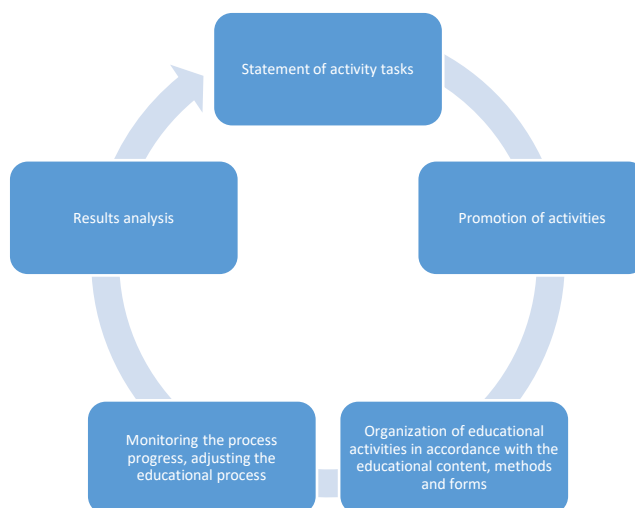 Statement of activity tasks
Promotion of activities
Organization of educational
activities in accordance with the
educational content, methods
and forms
Monitoring the process
progress, adjusting the
educational process
Results analysis